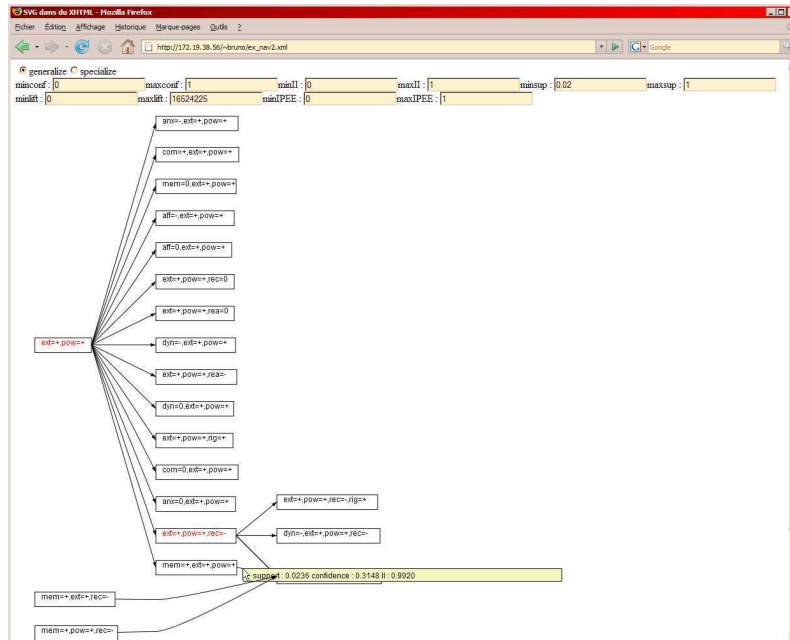 SVG dans du XHTML - Mozilla Firefox
Fichier Édition Affichage Historique Marque-pages Outils ?
http://172.19.38.56/~bruno/ex_nav2.xml
G Google
generalize specialize
minconf : 0 maxconf : 1 minII : 0 maxII : 1 minsup : 0.02 maxsup : 1
minlift : 0 maxlift : 16524225 minIPEE : 0 maxIPEE : 1
anx=-,ext=+,pow=+
com=+,ext=+,pow=+
mem=0,ext=+,pow=+
aff=-,ext=+,pow=+
aff=0,ext=+,pow=+
ext=+,pow=+,rec=0
ext=+,pow=+,rea=0
ext=+,pow=+ dyn=-,ext=+,pow=+
ext=+,pow=+,rea=-
dyn=0,ext=+,pow=+
ext=+,pow=+,rig=+
com=0,ext=+,pow=+
anx=0,ext=+,pow=+ ext=+,pow=+,rec=-,rig=+
ext=+,pow=+,rec=- dyn=-,ext=+,pow=+,rec=-
mem=+,ext=+,pow=+
support : 0.0236 confidence : 0.3148 II : 0.9920
mem=+,ext=+,rec=-
mem=+,pow=+,rec=-